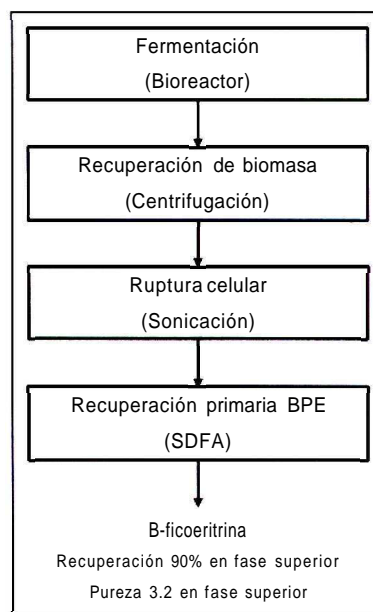 Fermentación
(Bioreactor)
Recuperación de biomasa
(Centrifugación)
Ruptura celular
(Sonicación)
Recuperación primaria BPE
(SDFA)
B-ficoeritrina
Recuperación 90% en fase superior
Pureza 3.2 en fase superior